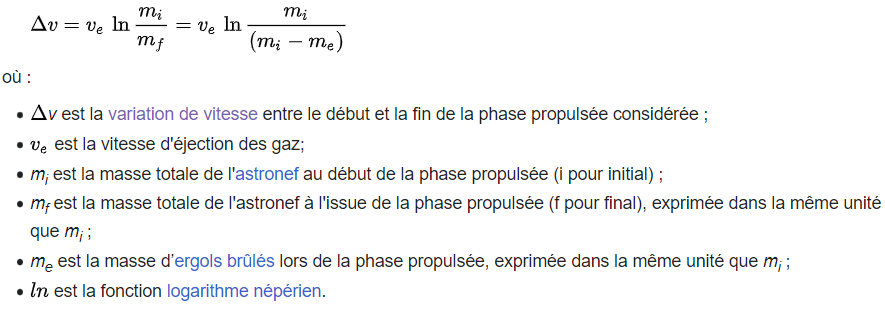 Δv = v_e ln m_i/m_f = v_e ln m_i/(m_i − m_e)
où :
• Δv est la variation de vitesse entre le début et la fin de la phase propulsée considérée ;
• v_e est la vitesse d'éjection des gaz;
• m_i est la masse totale de l'astronef au début de la phase propulsée (i pour initial) ;
• m_f est la masse totale de l'astronef à l'issue de la phase propulsée (f pour final), exprimée dans la même unité
que m_i ;
• m_e est la masse d'ergols brûlés lors de la phase propulsée, exprimée dans la même unité que m_i ;
• ln est la fonction logarithme népérien.